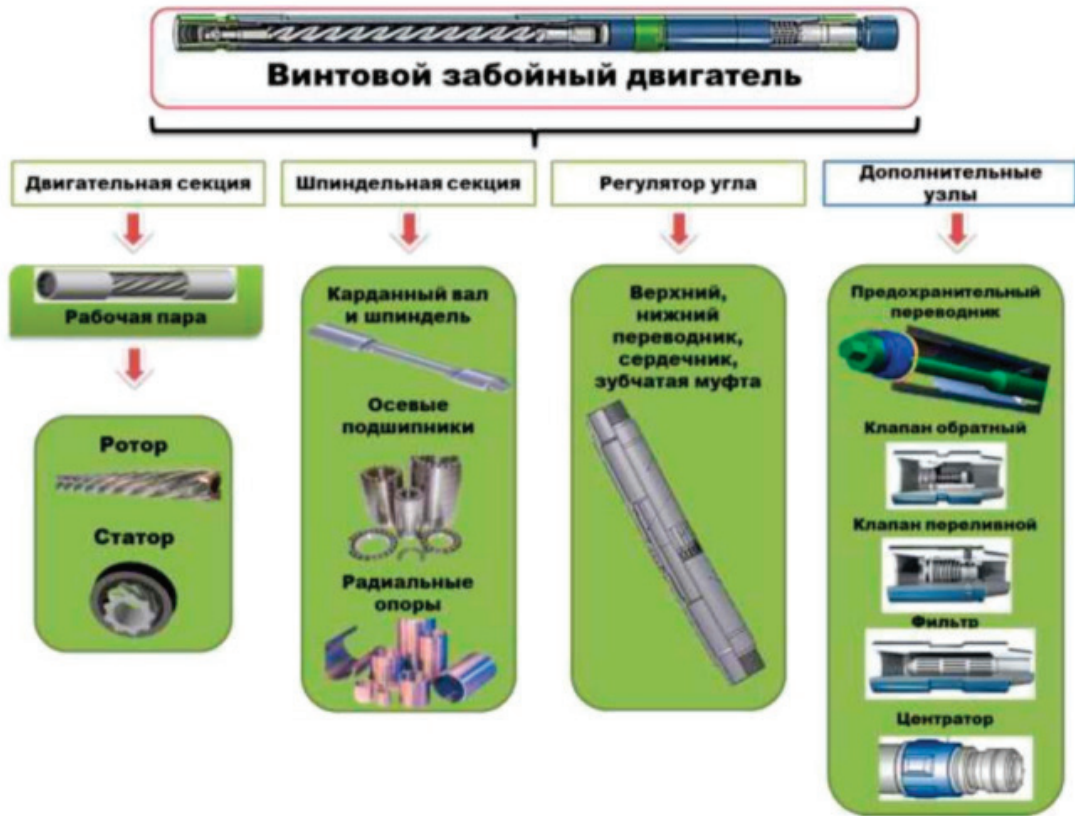 Винтовой забойный двигатель
Двигательная секция
Шпиндельная секция
Регулятор угла
Дополнительные
узлы
Рабочая пара
Ротор
Статор
Карданный вал
и шпиндель
Осевые
подшипники
Радиальные
опоры
Верхний,
нижний
переводник,
сердечник,
зубчатая муфта
Предохранительный
переводник
Клапан обратный
Клапан переливной
Фильтр
Центратор